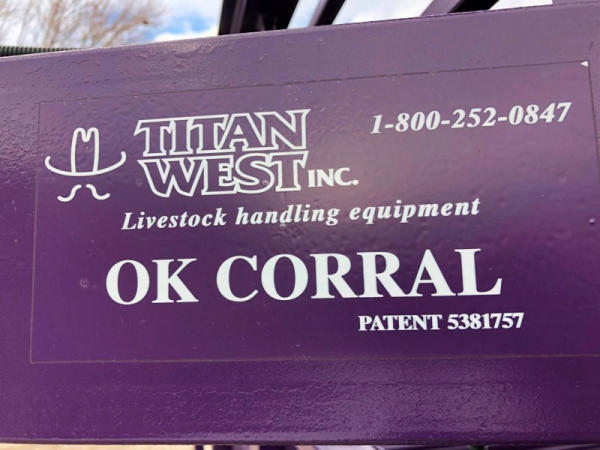 TITAN WEST INC.
1-800-252-0847
Livestock handling equipment
OK CORRAL
PATENT 5381757